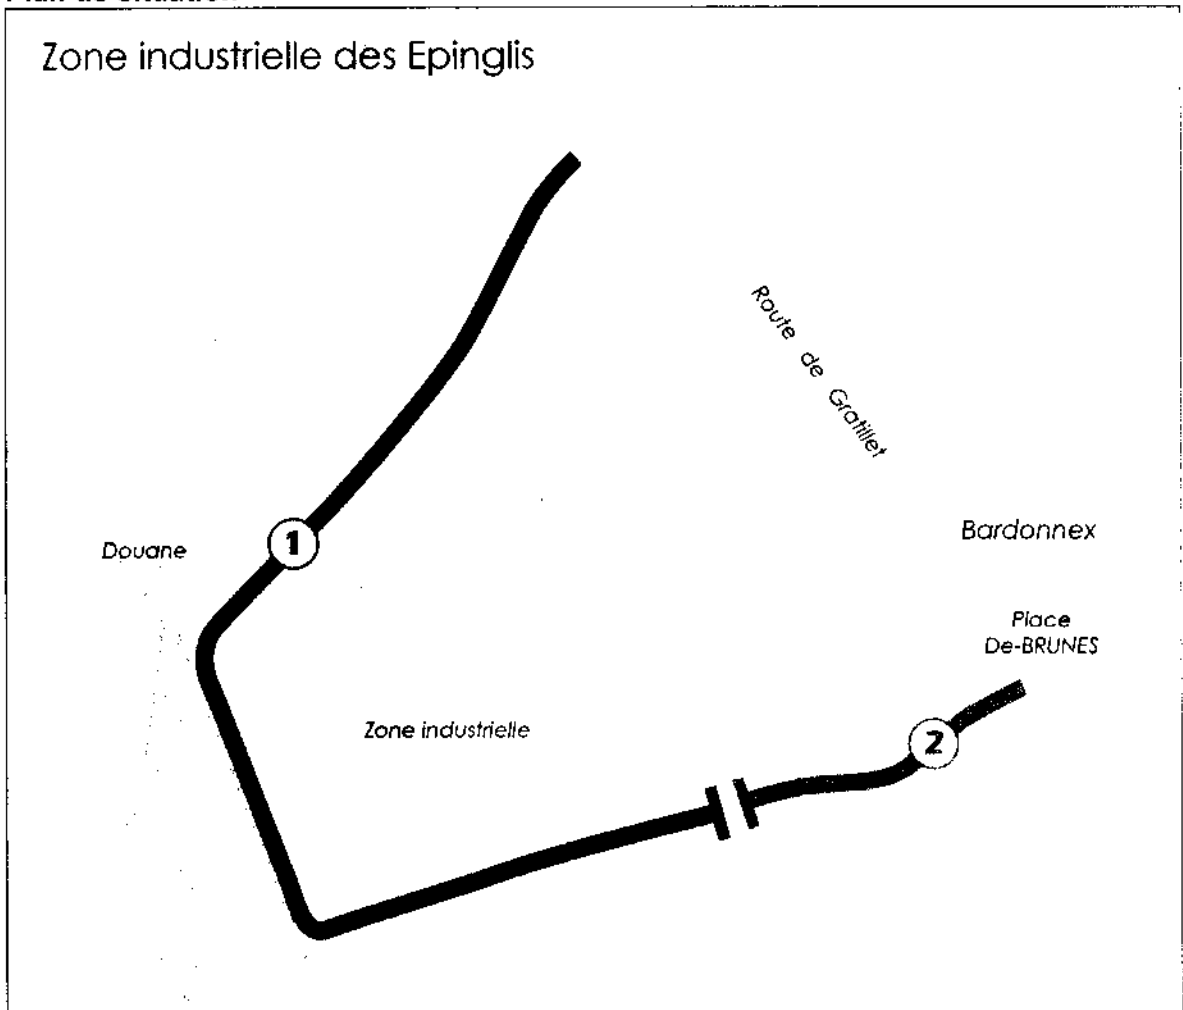 Zone industrielle des Epinglis
Route de Gratillet
Douane
1
Bardonnex
Place
De-BRUNES
Zone industrielle
2